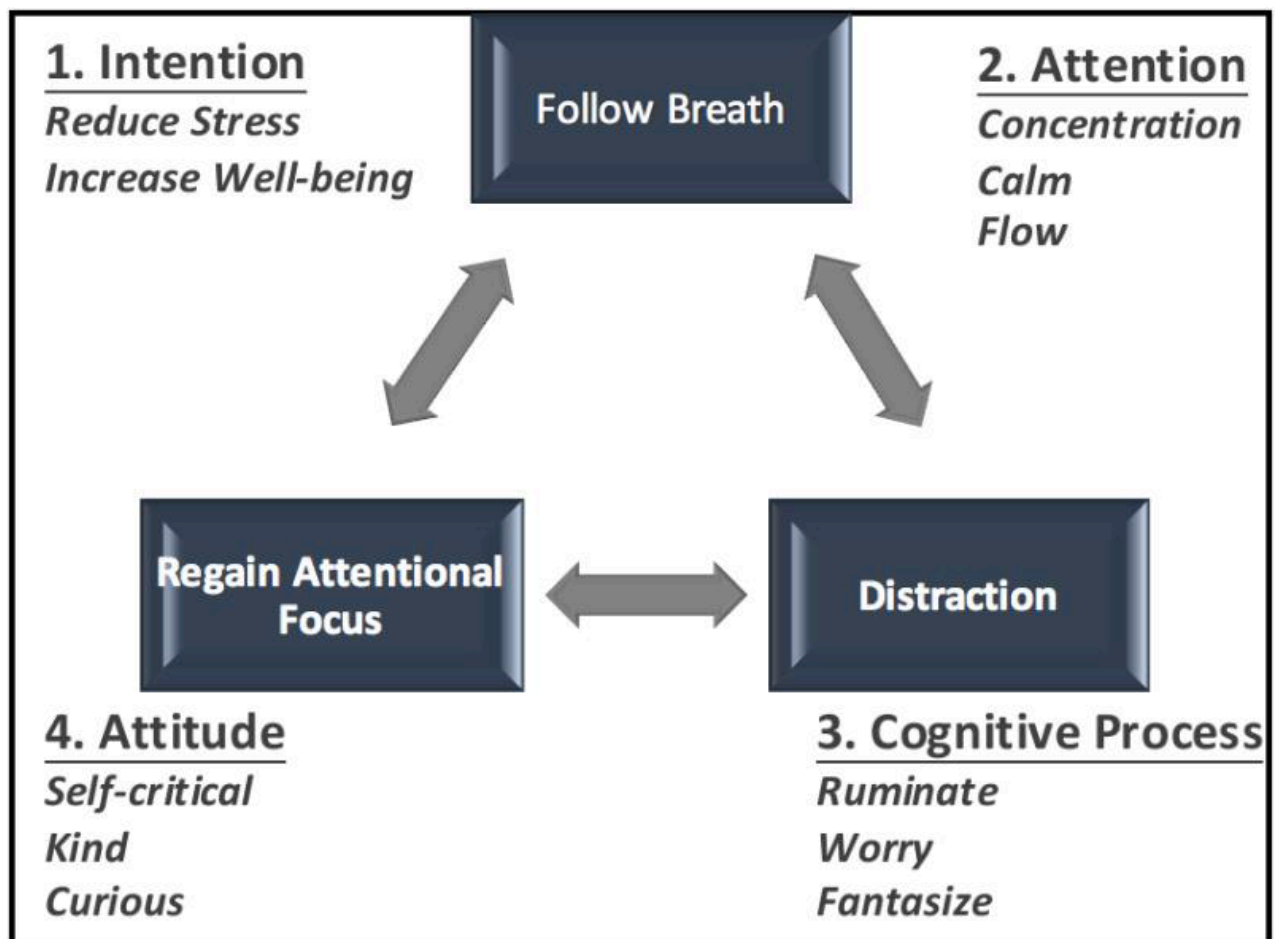 1. Intention
Reduce Stress
Increase Well-being
Follow Breath
2. Attention
Concentration
Calm
Flow
Regain Attentional
Focus
Distraction
4. Attitude
Self-critical
Kind
Curious
3. Cognitive Process
Ruminate
Worry
Fantasize